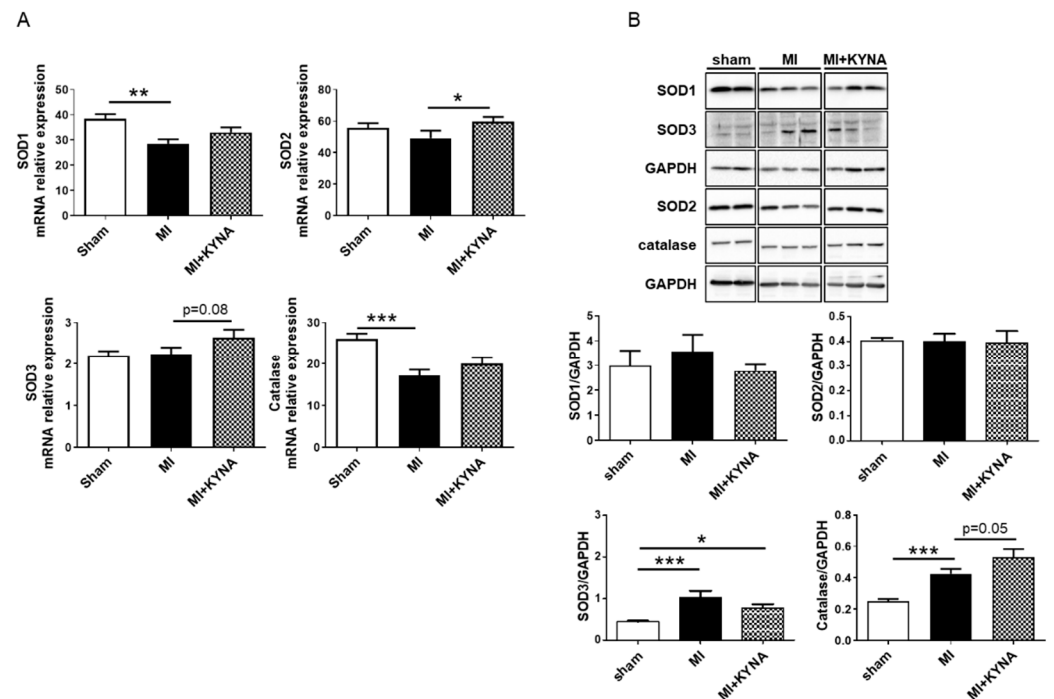 A
B
SOD1
mRNA relative expression
50
40
30
20
10
0
**
Sham
MI
MI+KYNA
SOD2
mRNA relative expression
80
60
40
20
0
*
Sham
MI
MI+KYNA
SOD3
mRNA relative expression
3
2
1
0
p=0.08
Sham
MI
MI+KYNA
Catalase
mRNA relative expression
30
20
10
0
***
Sham
MI
MI+KYNA
sham MI MI+KYNA
SOD1
SOD3
GAPDH
SOD2
catalase
GAPDH
SOD1/GAPDH
5
4
3
2
1
0
sham
MI
MI+KYNA
SOD2/GAPDH
0.5
0.4
0.3
0.2
0.1
0.0
sham
MI
MI+KYNA
SOD3/GAPDH
3
2
1
0
*
***
sham
MI
MI+KYNA
Catalase/GAPDH
0.8
0.6
0.4
0.2
0.0
***
p=0.05
sham
MI
MI+KYNA